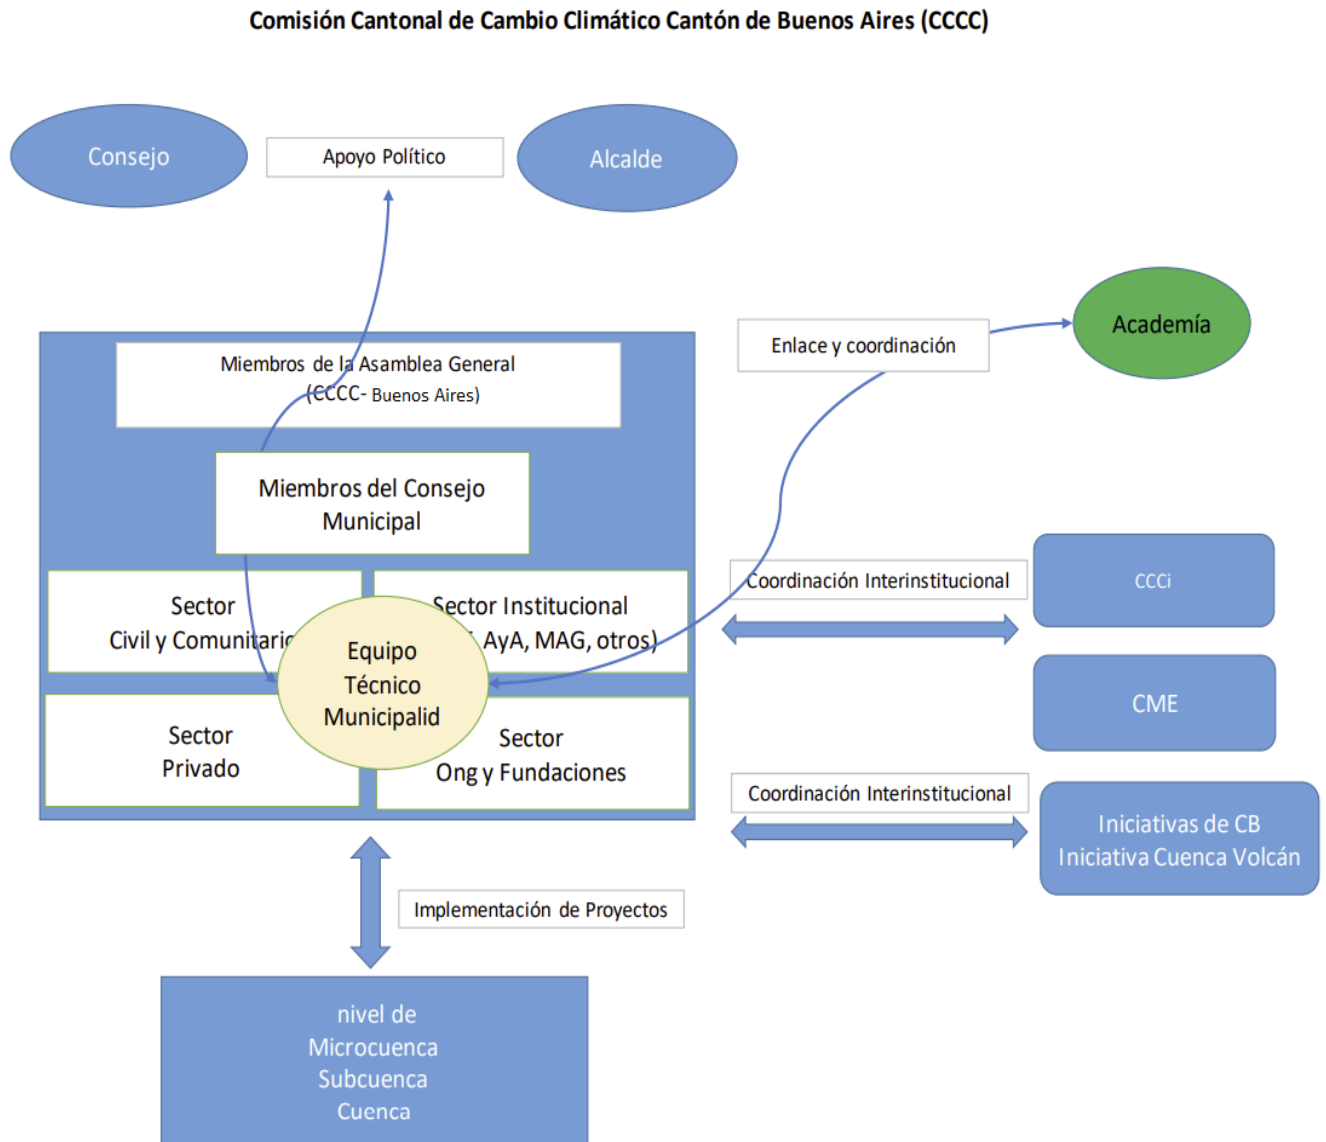 Comisión Cantonal de Cambio Climático Cantón de Buenos Aires (CCCC)
Consejo
Apoyo Político
Alcalde
Academía
Enlace y coordinación
Miembros de la Asamblea General
(CCCC- Buenos Aires)
Miembros del Consejo
Municipal
Sector
Civil y Comunitario
Sector Institucional
AyA, MAG, otros)
Equipo
Técnico
Municipalid
Sector
Privado
Sector
Ong y Fundaciones
Coordinación Interinstitucional
CCCi
CME
Coordinación Interinstitucional
Iniciativas de CB
Iniciativa Cuenca Volcán
Implementación de Proyectos
nivel de
Microcuenca
Subcuenca
Cuenca